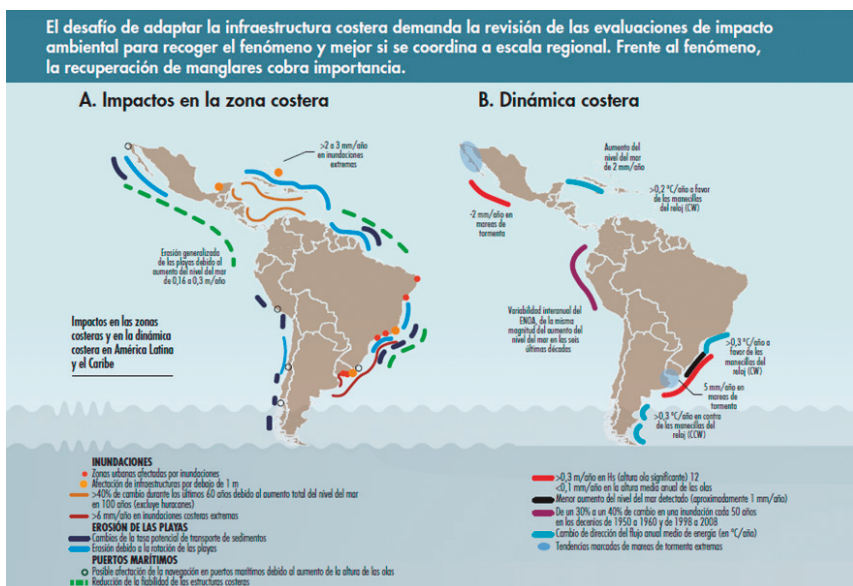 El desafío de adaptar la infraestructura costera demanda la revisión de las evaluaciones de impacto
ambiental para recoger el fenómeno y mejor si se coordina a escala regional. Frente al fenómeno,
la recuperación de manglares cobra importancia.
A. Impactos en la zona costera
>2 a 3 mm/año
en inundaciones
extremas
Erosión generalizada
de las playas debido al
aumento del nivel del mar
de 0,16 a 0,3 m/año
Impactos en las zonas
costeras y en la dinámica
costera en América Latina
y el Caribe
B. Dinámica costera
Aumento del
nivel del mar
de 2 mm/año
>0,2 °C/año a favor
de las manecillas
del reloj (CW)
-2 mm/año en
mareas de
tormenta
Variabilidad interanual del
ENOA, de la misma
magnitud del aumento del
nivel del mar en las seis
últimas décadas
>0,3 °C/año a
favor de las
manecillas del
reloj (CW)
5 mm/año en
mareas de
tormenta
>0,3 °C/año en contra
de las manecillas del
reloj (CCW)
INUNDACIONES
Zonas urbanas afectadas por inundaciones
Afectación de infraestructuras por debajo de 1 m
>40% de cambio durante los últimos 60 años debido al aumento total del nivel del mar
en 100 años (excluye huracanes)
>6 mm/año en inundaciones costeras extremas
EROSIÓN DE LAS PLAYAS
Cambios de la tasa potencial de transporte de sedimentos
Erosión debido a la rotación de las playas
PUERTOS MARÍTIMOS
Posible afectación de la navegación en puertos marítimos debido al aumento de la altura de las olas
Reducción de la fiabilidad de las estructuras costeras
>0,3 m/año en Hs (altura ola significante) 12
<0,1 mm/año en la altura media anual de las olas
Menor aumento del nivel del mar detectado (aproximadamente 1 mm/año)
De un 30% a un 40% de cambio en una inundación cada 50 años
en los decenios de 1950 a 1960 y de 1998 a 2008
Cambio de dirección del flujo anual medio de energía (en °C/año)
Tendencias marcadas de mareas de tormenta extremas